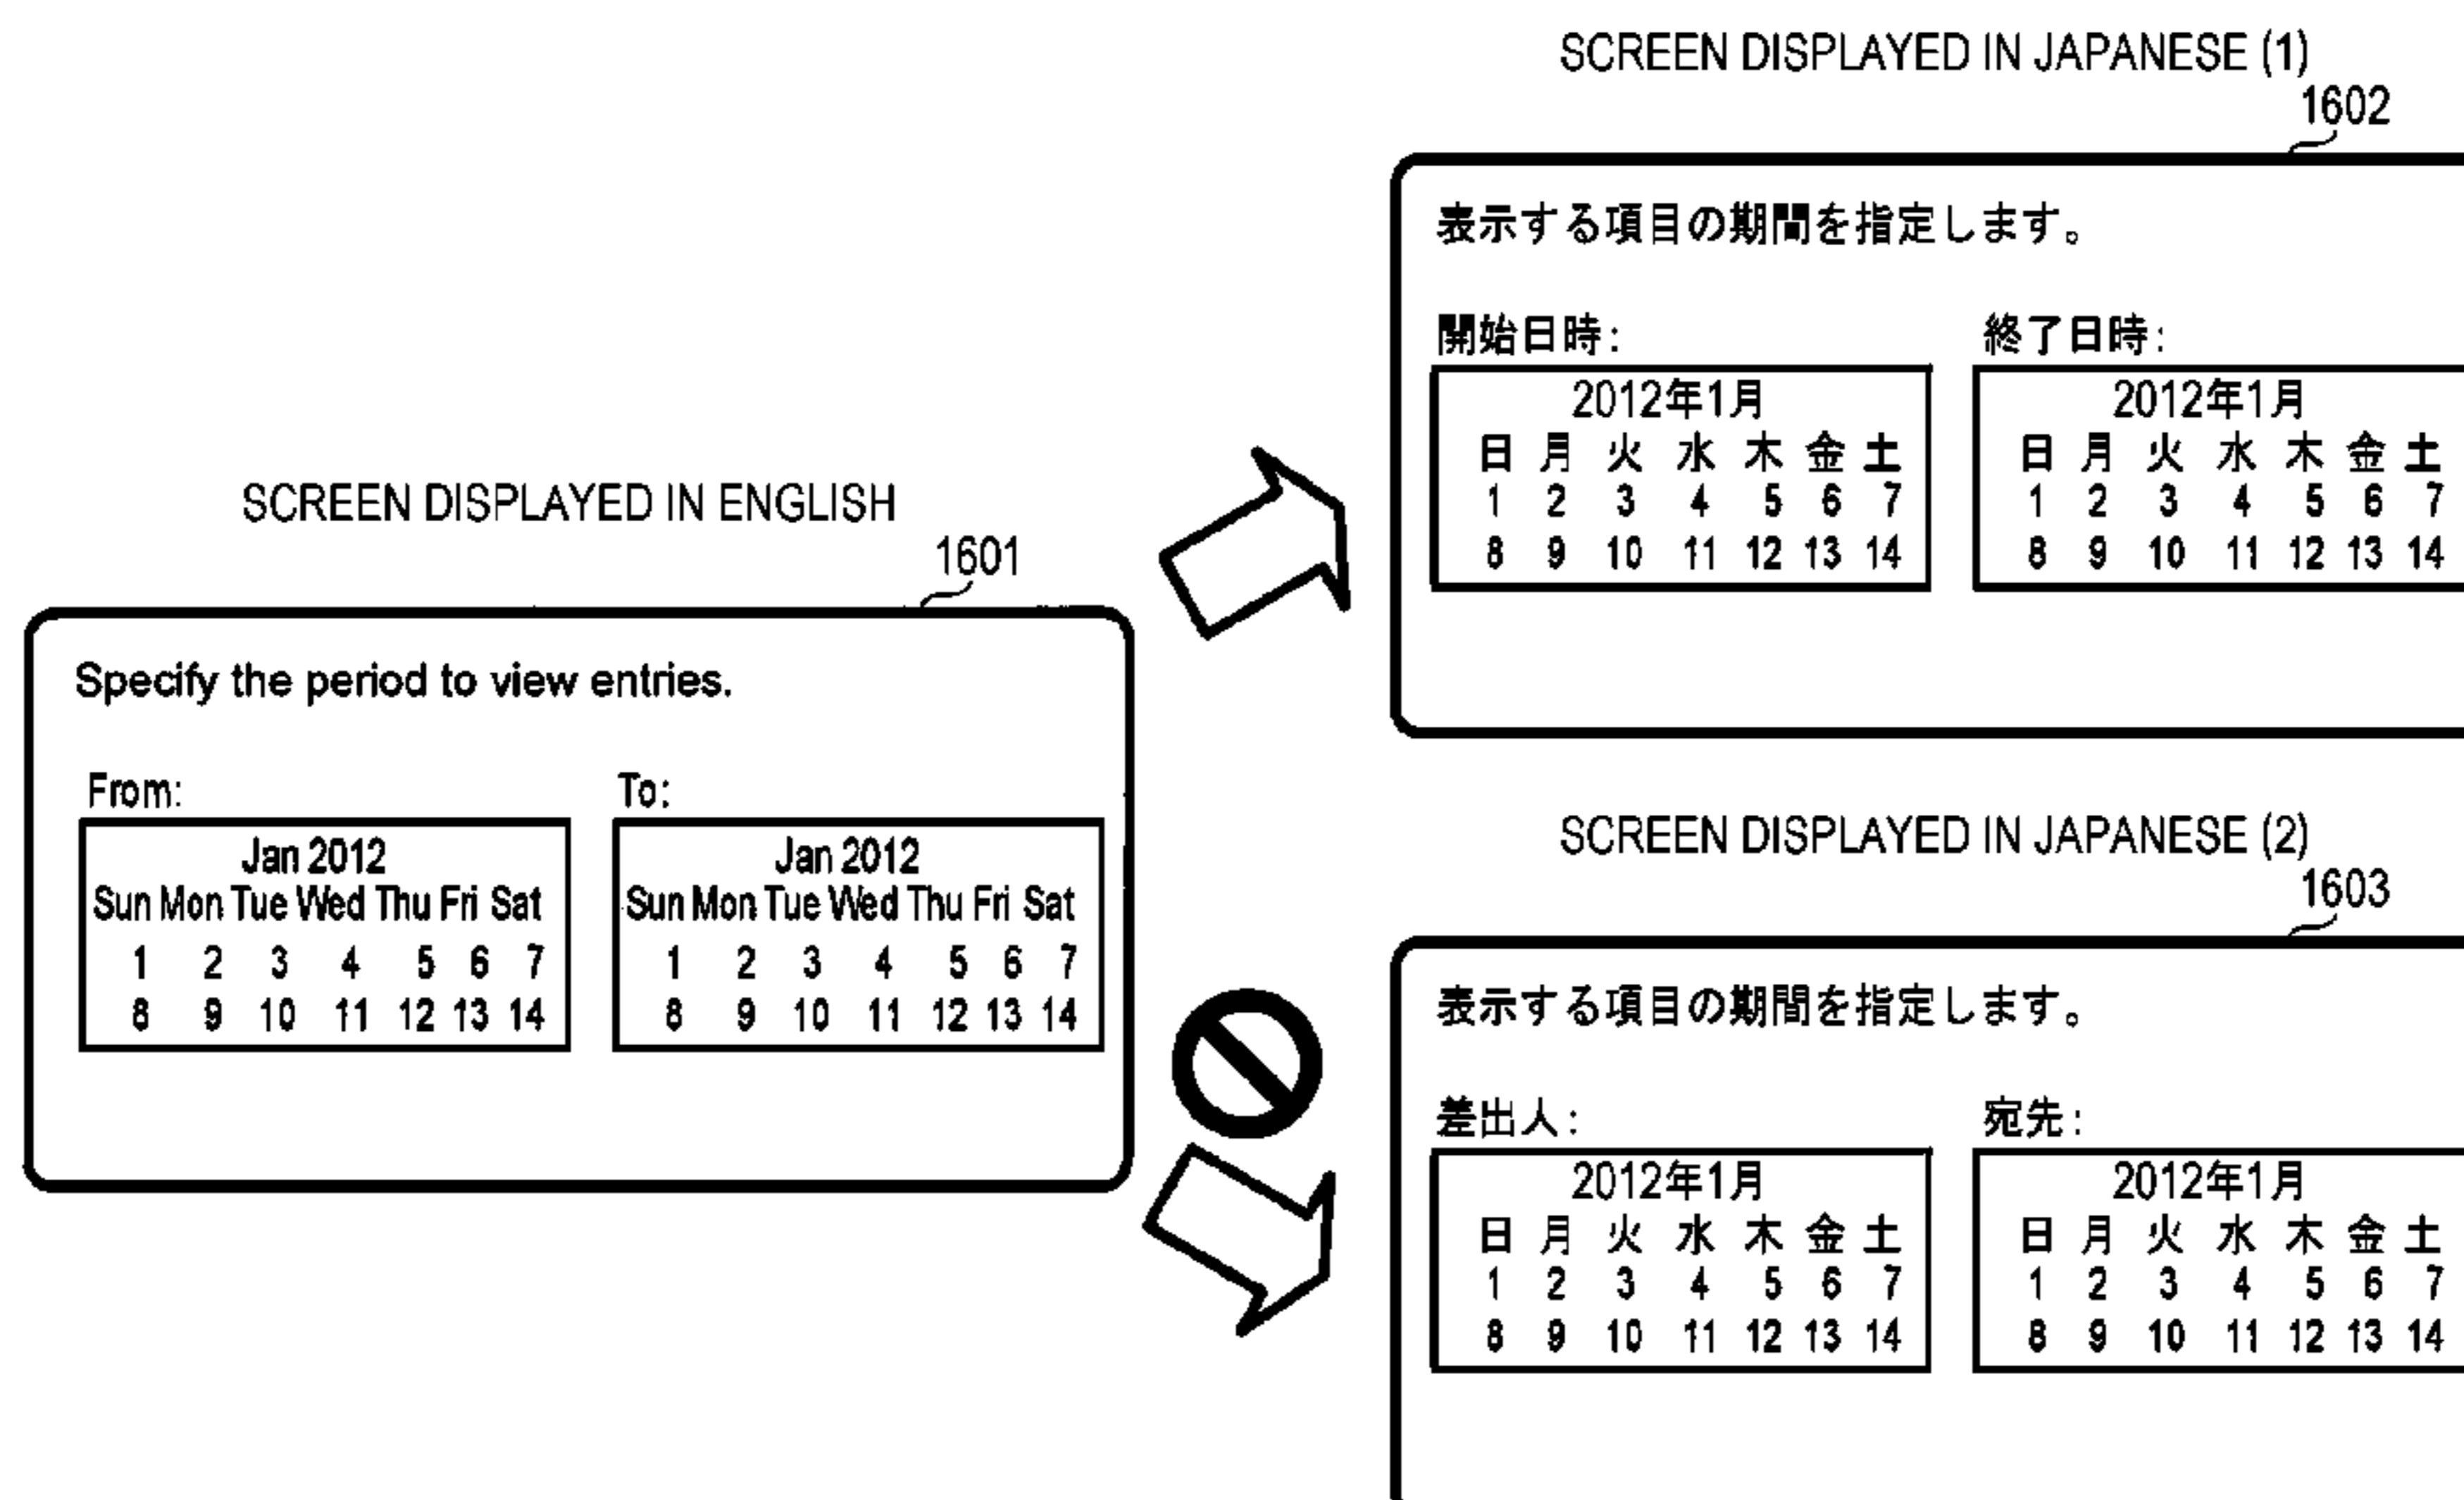 SCREEN DISPLAYED IN ENGLISH
1601
Specify the period to view entries.
From:
Jan 2012
Sun Mon Tue Wed Thu Fri Sat
1 2 3 4 5 6 7
8 9 10 11 12 13 14
To:
Jan 2012
Sun Mon Tue Wed Thu Fri Sat
1 2 3 4 5 6 7
8 9 10 11 12 13 14
SCREEN DISPLAYED IN JAPANESE (1)
1602
表示する項目の期間を指定します。
開始日時:
2012年1月
日 月 火 水 木 金 土
1 2 3 4 5 6 7
8 9 10 11 12 13 14
終了日時:
2012年1月
日 月 火 水 木 金 土
1 2 3 4 5 6 7
8 9 10 11 12 13 14
SCREEN DISPLAYED IN JAPANESE (2)
1603
表示する項目の期間を指定します。
差出人:
2012年1月
日 月 火 水 木 金 土
1 2 3 4 5 6 7
8 9 10 11 12 13 14
宛先:
2012年1月
日 月 火 水 木 金 土
1 2 3 4 5 6 7
8 9 10 11 12 13 14